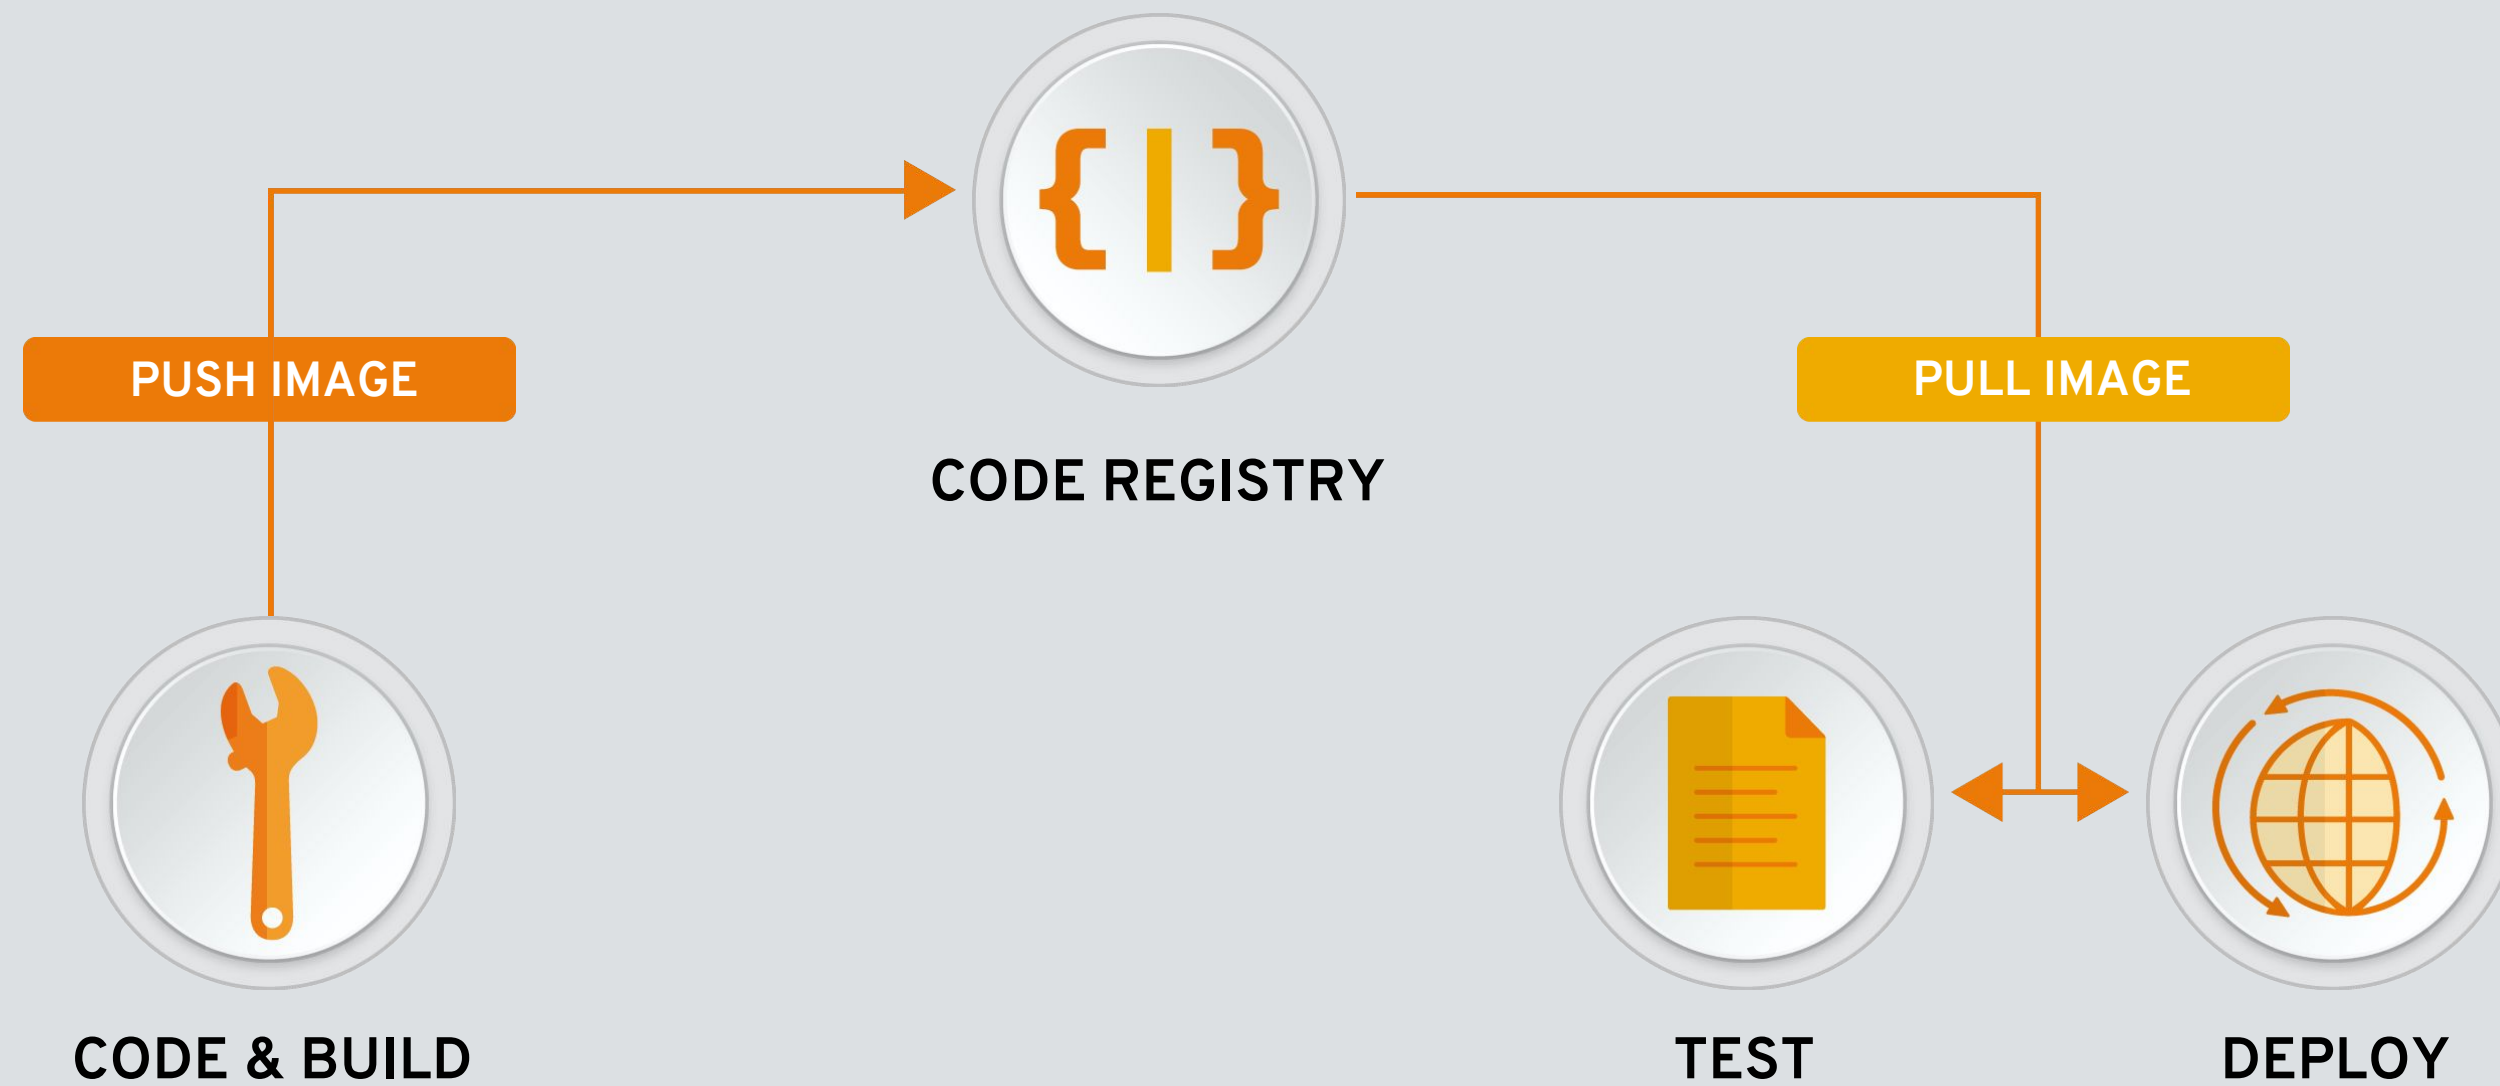 PUSH IMAGE
PULL IMAGE
CODE REGISTRY
CODE & BUILD
TEST
DEPLOY